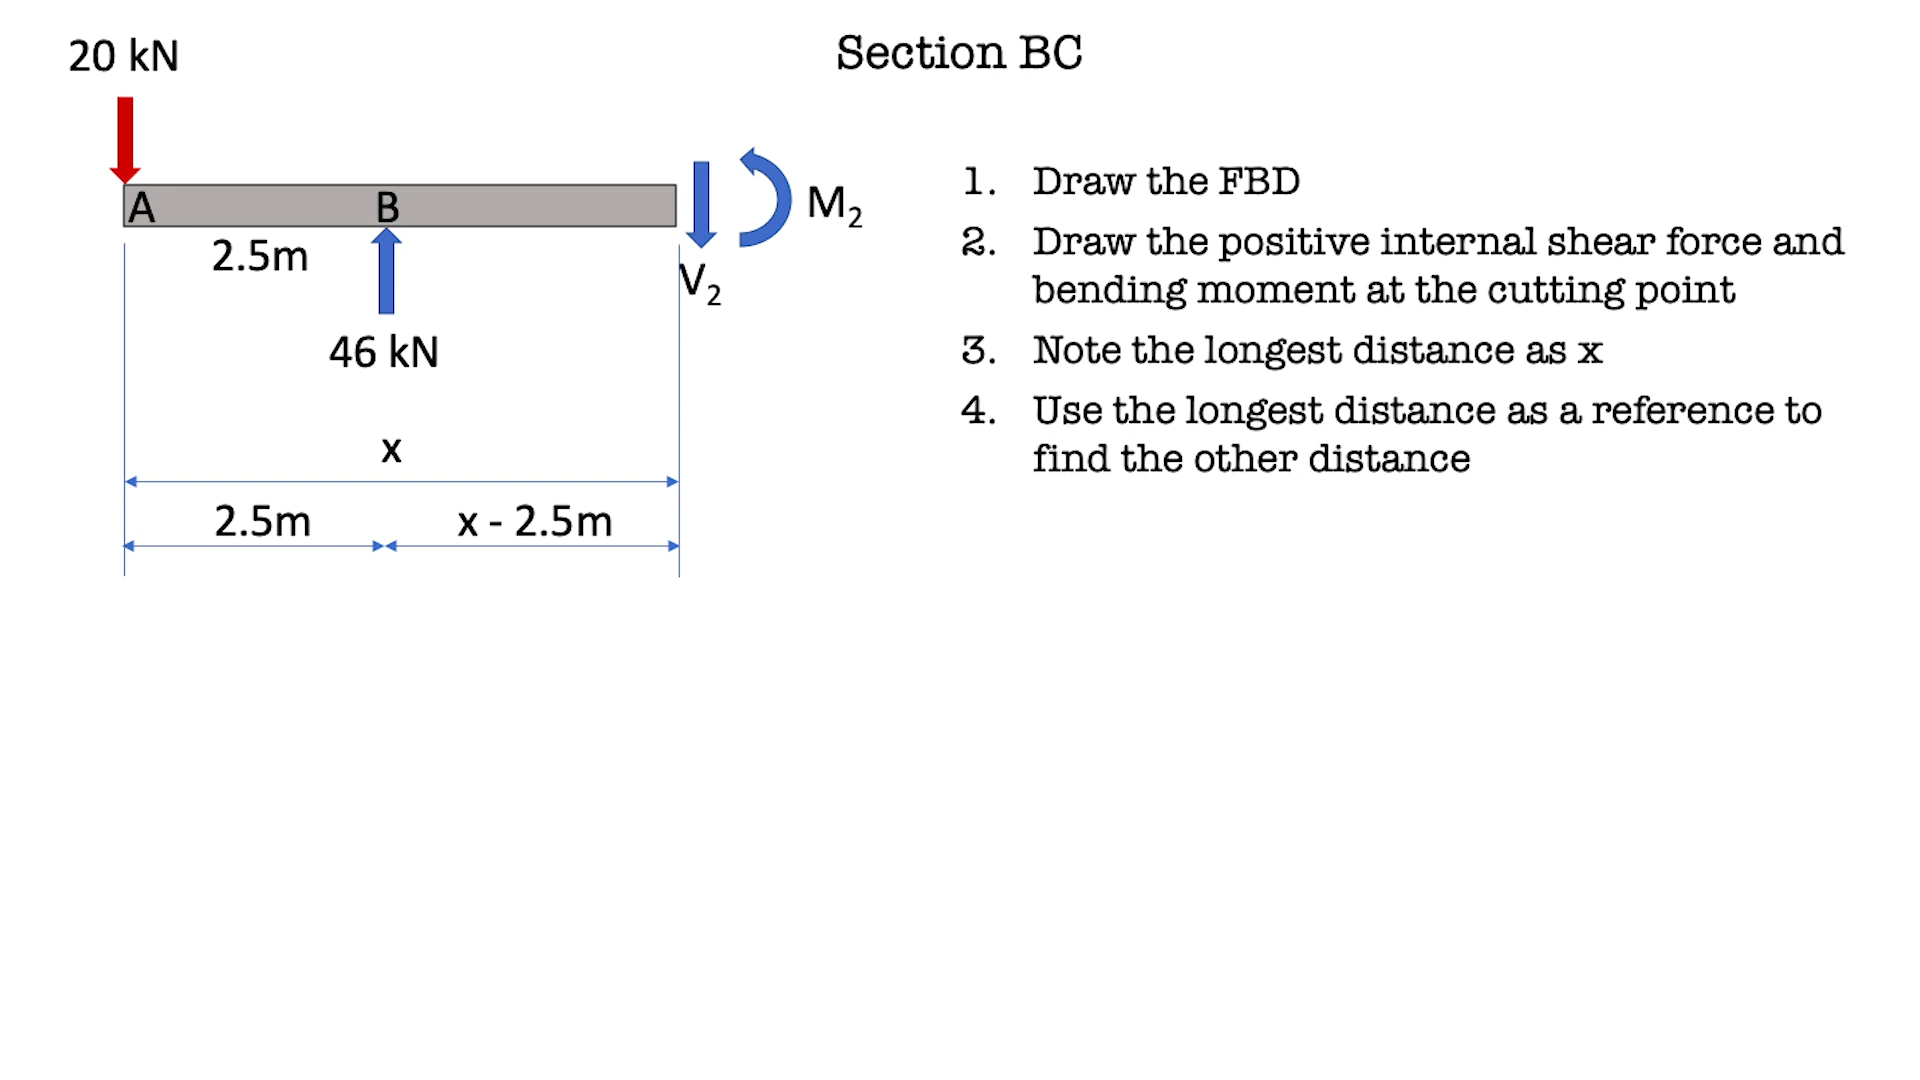 20 kN
Section BC
A
B
2.5m
46 kN
V₂
M₂
x
2.5m
x - 2.5m
1. Draw the FBD
2. Draw the positive internal shear force and
bending moment at the cutting point
3. Note the longest distance as x
4. Use the longest distance as a reference to
find the other distance